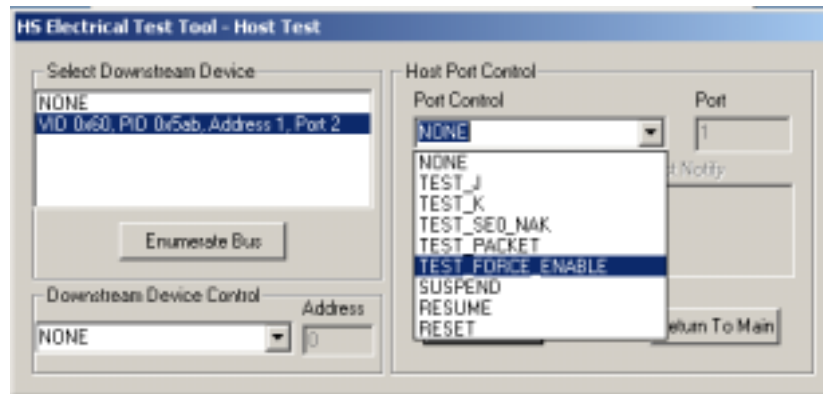 HS Electrical Test Tool - Host Test
Select Downstream Device
NONE
VID 0x60, PID 0x5ab, Address 1, Port 2
Enumerate Bus
Downstream Device Control
Address
NONE
0
Host Port Control
Port Control
Port
NONE
1
NONE
TEST_J
TEST_K
TEST_SE0_NAK
TEST_PACKET
TEST_FORCE_ENABLE
SUSPEND
RESUME
RESET
Notify
To Main